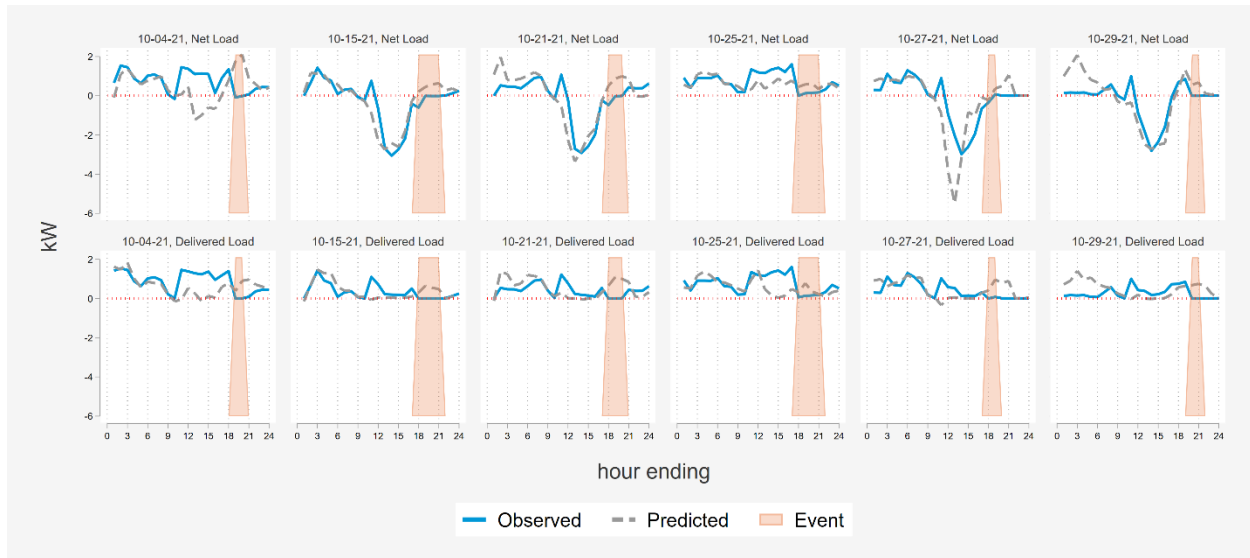 10-04-21, Net Load 10-15-21, Net Load 10-21-21, Net Load 10-25-21, Net Load 10-27-21, Net Load 10-29-21, Net Load
2
0
-2
-4
-6
kW
10-04-21, Delivered Load 10-15-21, Delivered Load 10-21-21, Delivered Load 10-25-21, Delivered Load 10-27-21, Delivered Load 10-29-21, Delivered Load
2
0
-2
-4
-6
0 3 6 9 12 15 18 21 24 0 3 6 9 12 15 18 21 24 0 3 6 9 12 15 18 21 24 0 3 6 9 12 15 18 21 24 0 3 6 9 12 15 18 21 24 0 3 6 9 12 15 18 21 24
hour ending
Observed Predicted Event